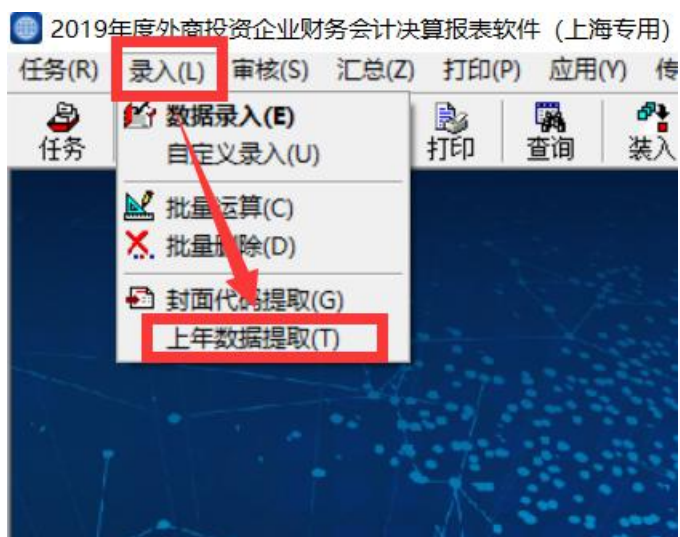 2019年度外商投资企业财务会计决算报表软件（上海专用）
任务(R) 录入(L) 审核(S) 汇总(Z) 打印(P) 应用(Y) 传
任务 打印 查询 装入
数据录入(E)
自定义录入(U)
批量运算(C)
批量删除(D)
封面代码提取(G)
上年数据提取(T)